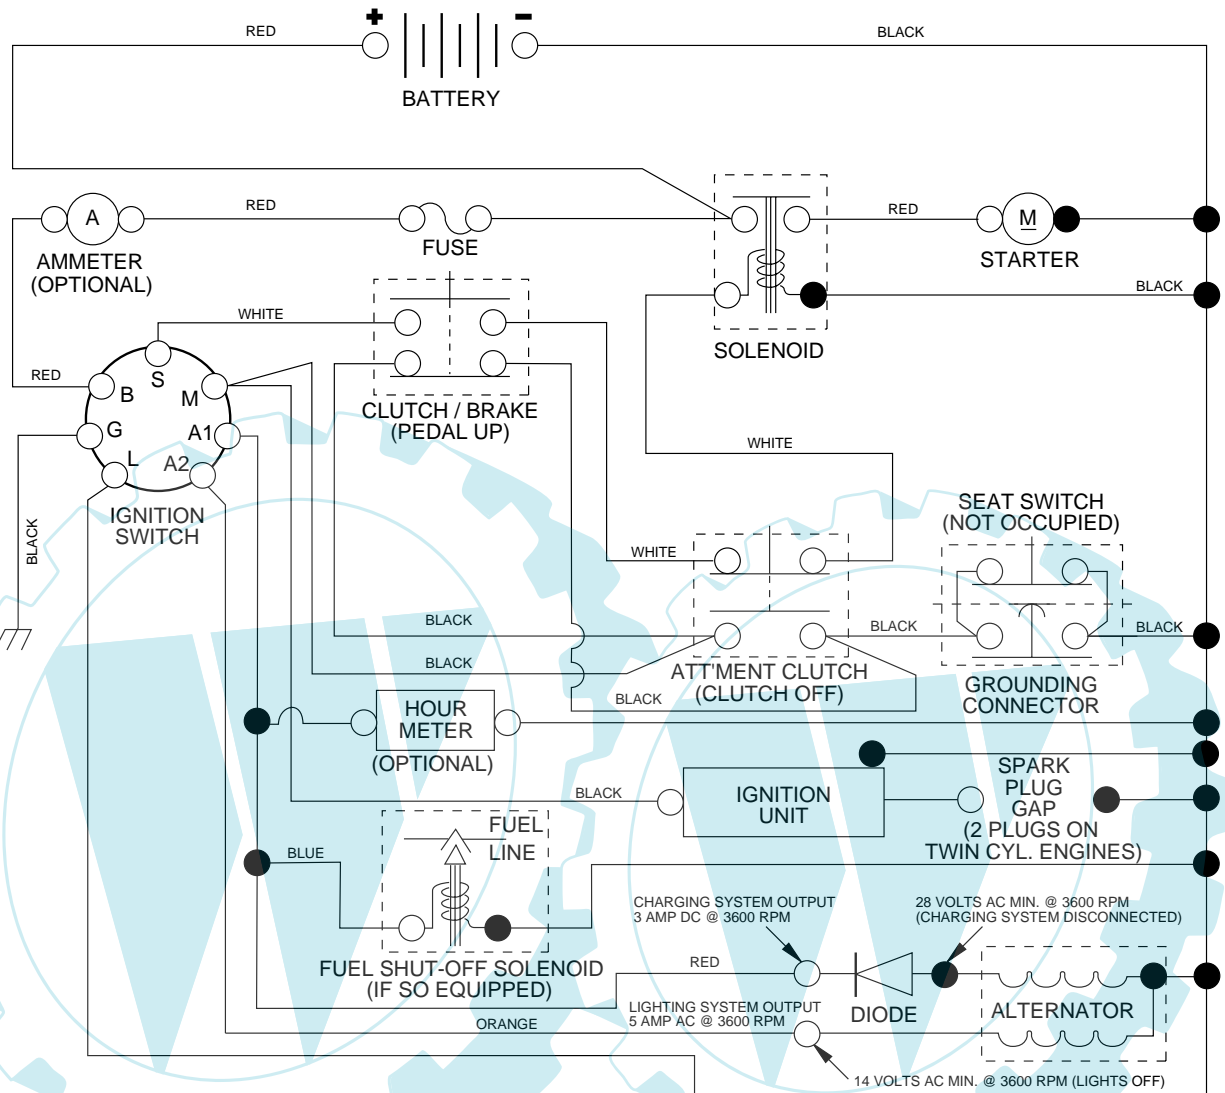 + -
RED
BLACK
BATTERY
A
RED
FUSE
RED
M
STARTER
AMMETER
(OPTIONAL)
BLACK
SOLENOID
WHITE
RED
S
B
M
G
A1
L
A2
IGNITION
SWITCH
CLUTCH / BRAKE
(PEDAL UP)
BLACK
WHITE
SEAT SWITCH
(NOT OCCUPIED)
WHITE
BLACK
BLACK
BLACK
BLACK
ATT'MENT CLUTCH
(CLUTCH OFF)
GROUNDING
CONNECTOR
BLACK
HOUR
METER
(OPTIONAL)
BLACK
IGNITION
UNIT
SPARK
PLUG
GAP
(2 PLUGS ON
TWIN CYL. ENGINES)
FUEL
LINE
BLUE
CHARGING SYSTEM OUTPUT
3 AMP DC @ 3600 RPM
28 VOLTS AC MIN. @ 3600 RPM
(CHARGING SYSTEM DISCONNECTED)
FUEL SHUT-OFF SOLENOID
(IF SO EQUIPPED)
RED
DIODE
ALTERNATOR
LIGHTING SYSTEM OUTPUT
5 AMP AC @ 3600 RPM
ORANGE
14 VOLTS AC MIN. @ 3600 RPM (LIGHTS OFF)